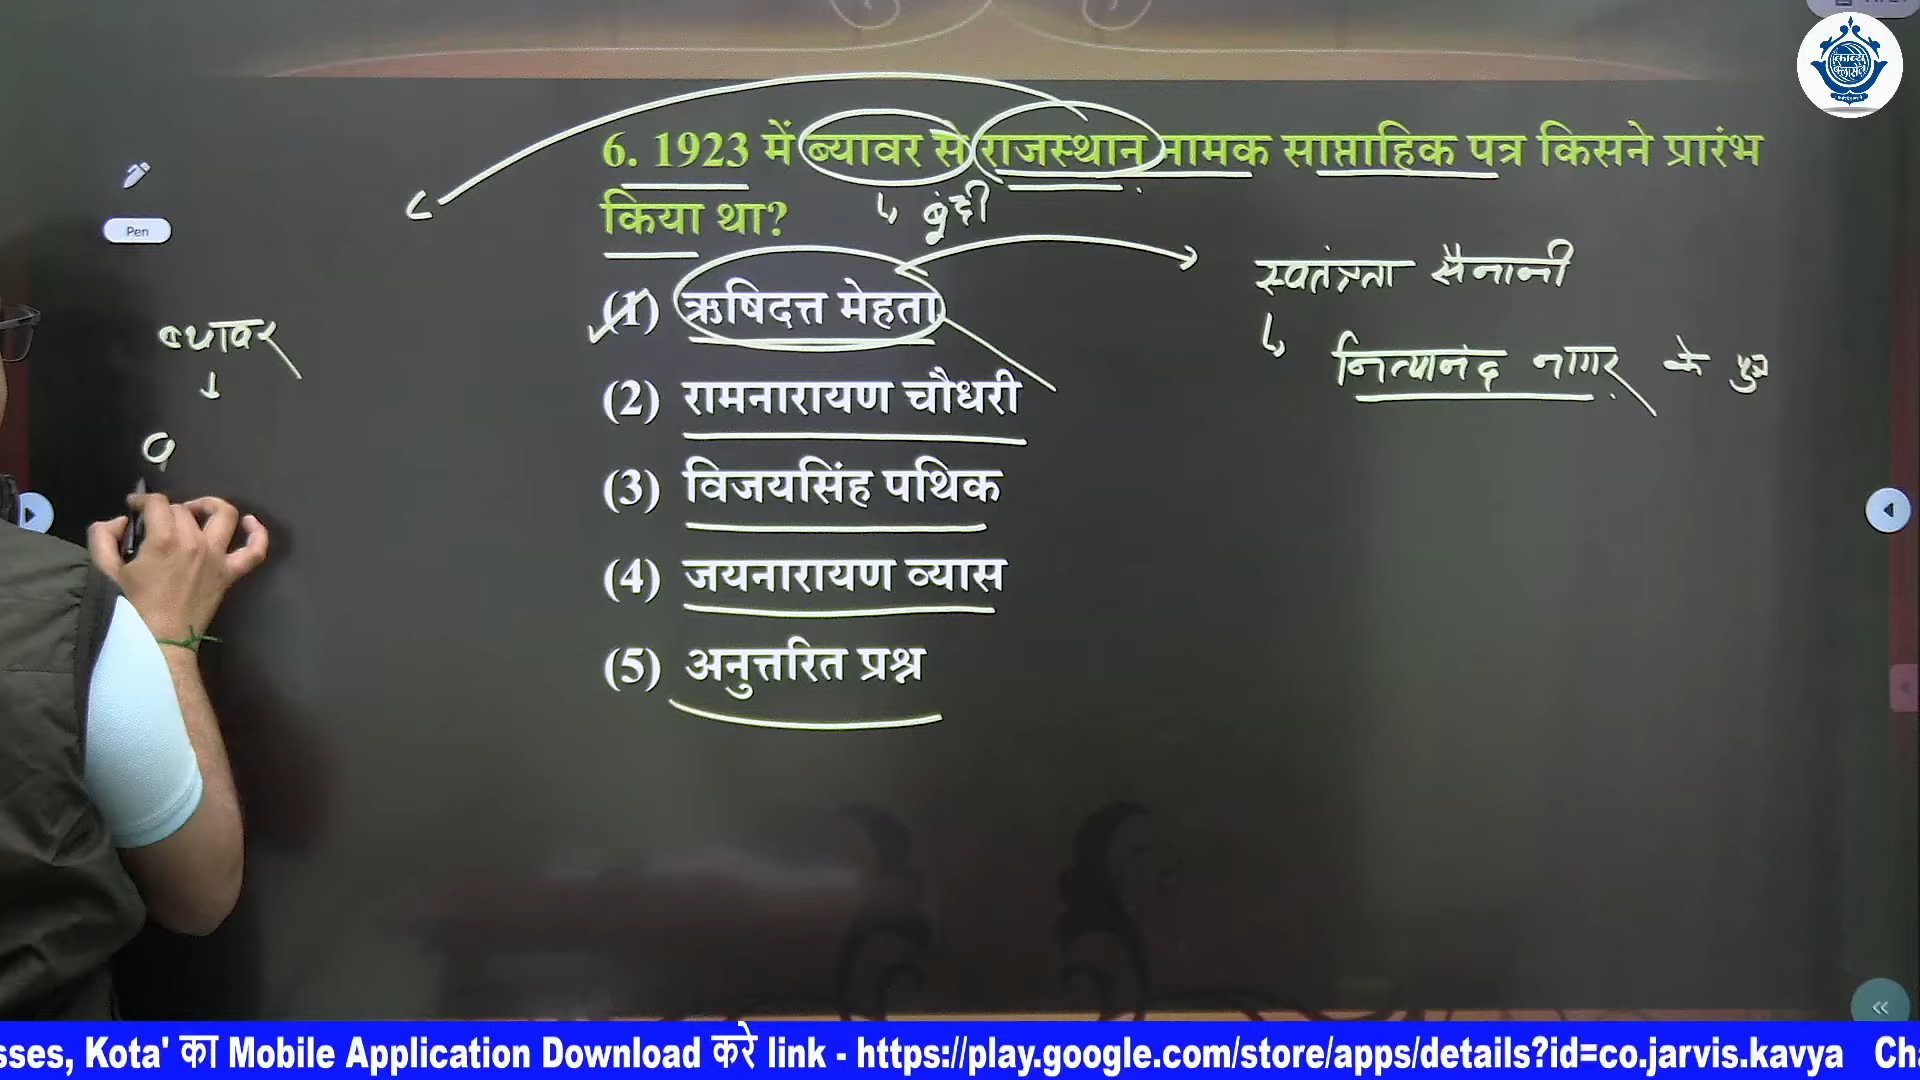 6. 1923 में ब्यावर से राजस्थान नामक साप्ताहिक पत्र किसने प्रारंभ
किया था?
↳ बूंदी
(1) ऋषिदत्त मेहता
(2) रामनारायण चौधरी
(3) विजयसिंह पथिक
(4) जयनारायण व्यास
(5) अनुत्तरित प्रश्न
स्वतंत्रता सैनानी
↳ नित्यानंद नागर के पुत्र
Pen
ब्यावर
काव्य
क्लासेस
sses, Kota' का Mobile Application Download करे link - https://play.google.com/store/apps/details?id=co.jarvis.kavya Cha